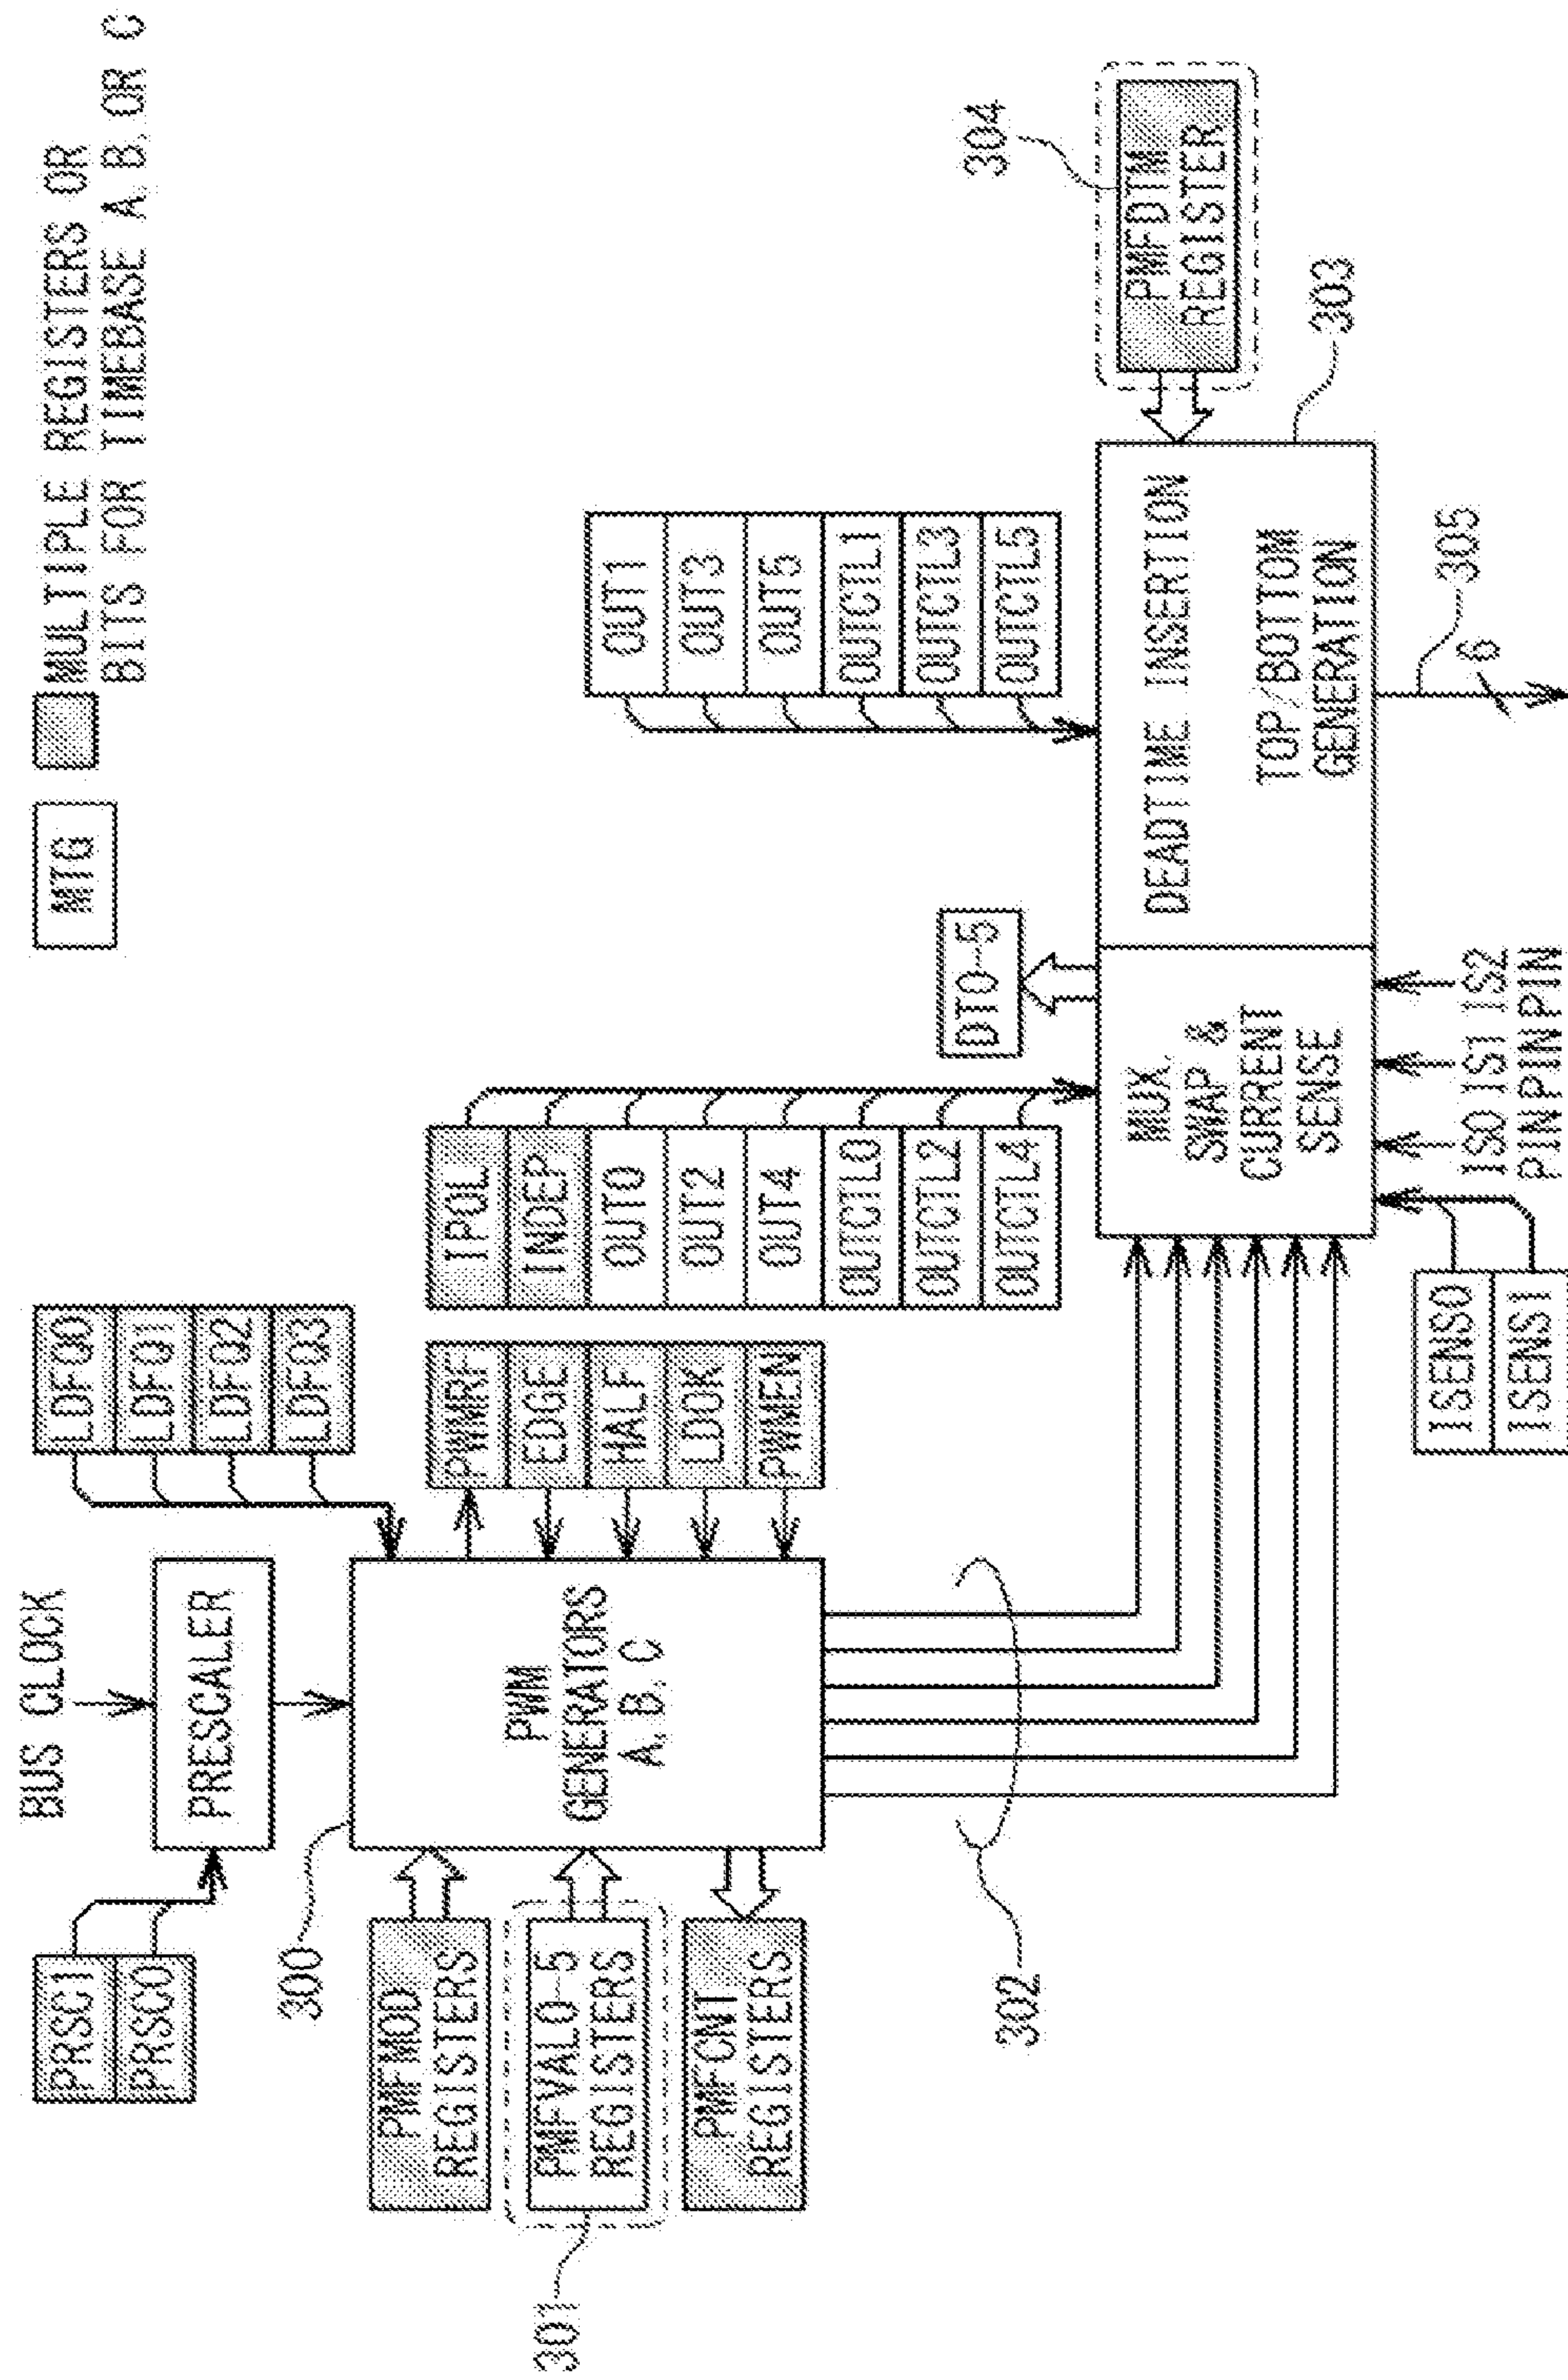 MTG
MULTIPLE REGISTERS OR
BITS FOR TIMEBASE A, B, OR C
PRSC1
PRSC0
BUS CLOCK
PRESCALER
LDFQ0
LDFQ1
LDFQ2
LDFQ3
300
PMFMOD
REGISTERS
301
PMFVAL0-5
REGISTERS
PMFCNT
REGISTERS
PWM
GENERATORS
A, B, C
PWMRF
EDGE
HALF
LDOK
PWMEN
IPOL
INDEP
OUT0
OUT2
OUT4
OUTCTL0
OUTCTL2
OUTCTL4
DT0-5
OUT1
OUT3
OUT5
OUTCTL1
OUTCTL3
OUTCTL5
302
304
PMFDTM
REGISTER
MUX,
SWAP &
CURRENT
SENSE
DEADTIME INSERTION
TOP/BOTTOM
GENERATION
303
ISENS0
ISENS1
IS0 IS1 IS2
PIN PIN PIN
6
305